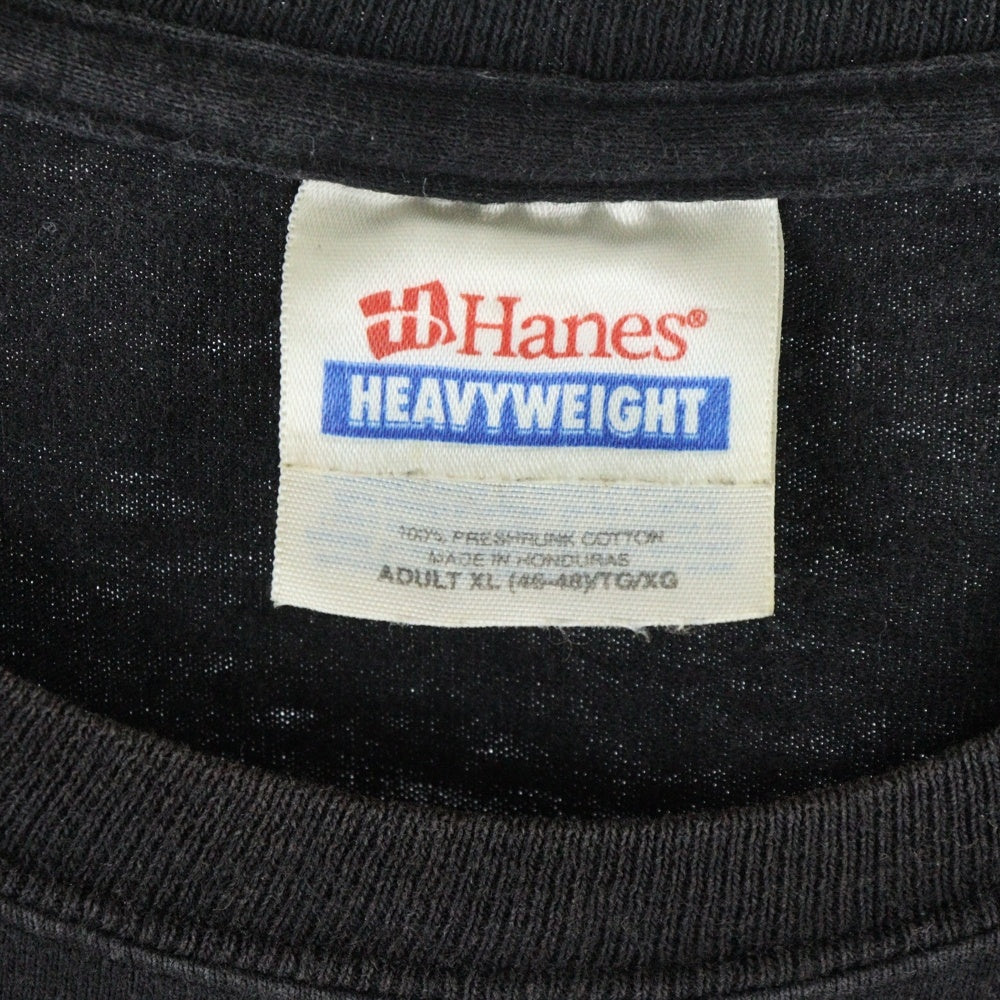 Hanes®
HEAVYWEIGHT
100% PRESHRUNK COTTON
MADE IN HONDURAS
ADULT XL (46-48)/TG/XG